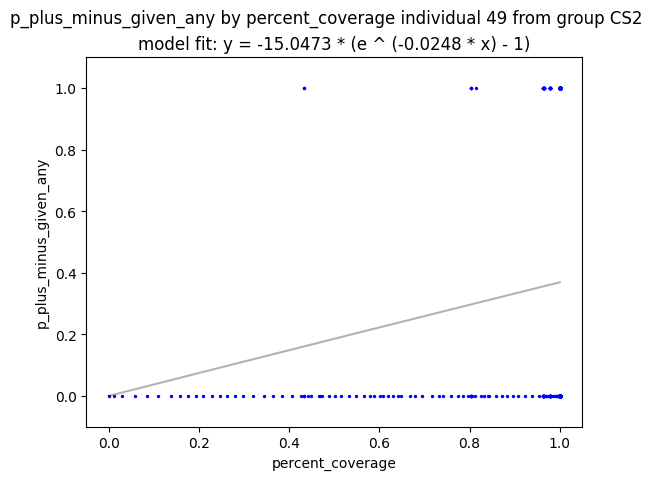 p_plus_minus_given_any by percent_coverage individual 49 from group CS2
model fit: y = -15.0473 * (e ^ (-0.0248 * x) - 1)
1.0
0.8
0.6
0.4
0.2
0.0
p_plus_minus_given_any
0.0 0.2 0.4 0.6 0.8 1.0
percent_coverage